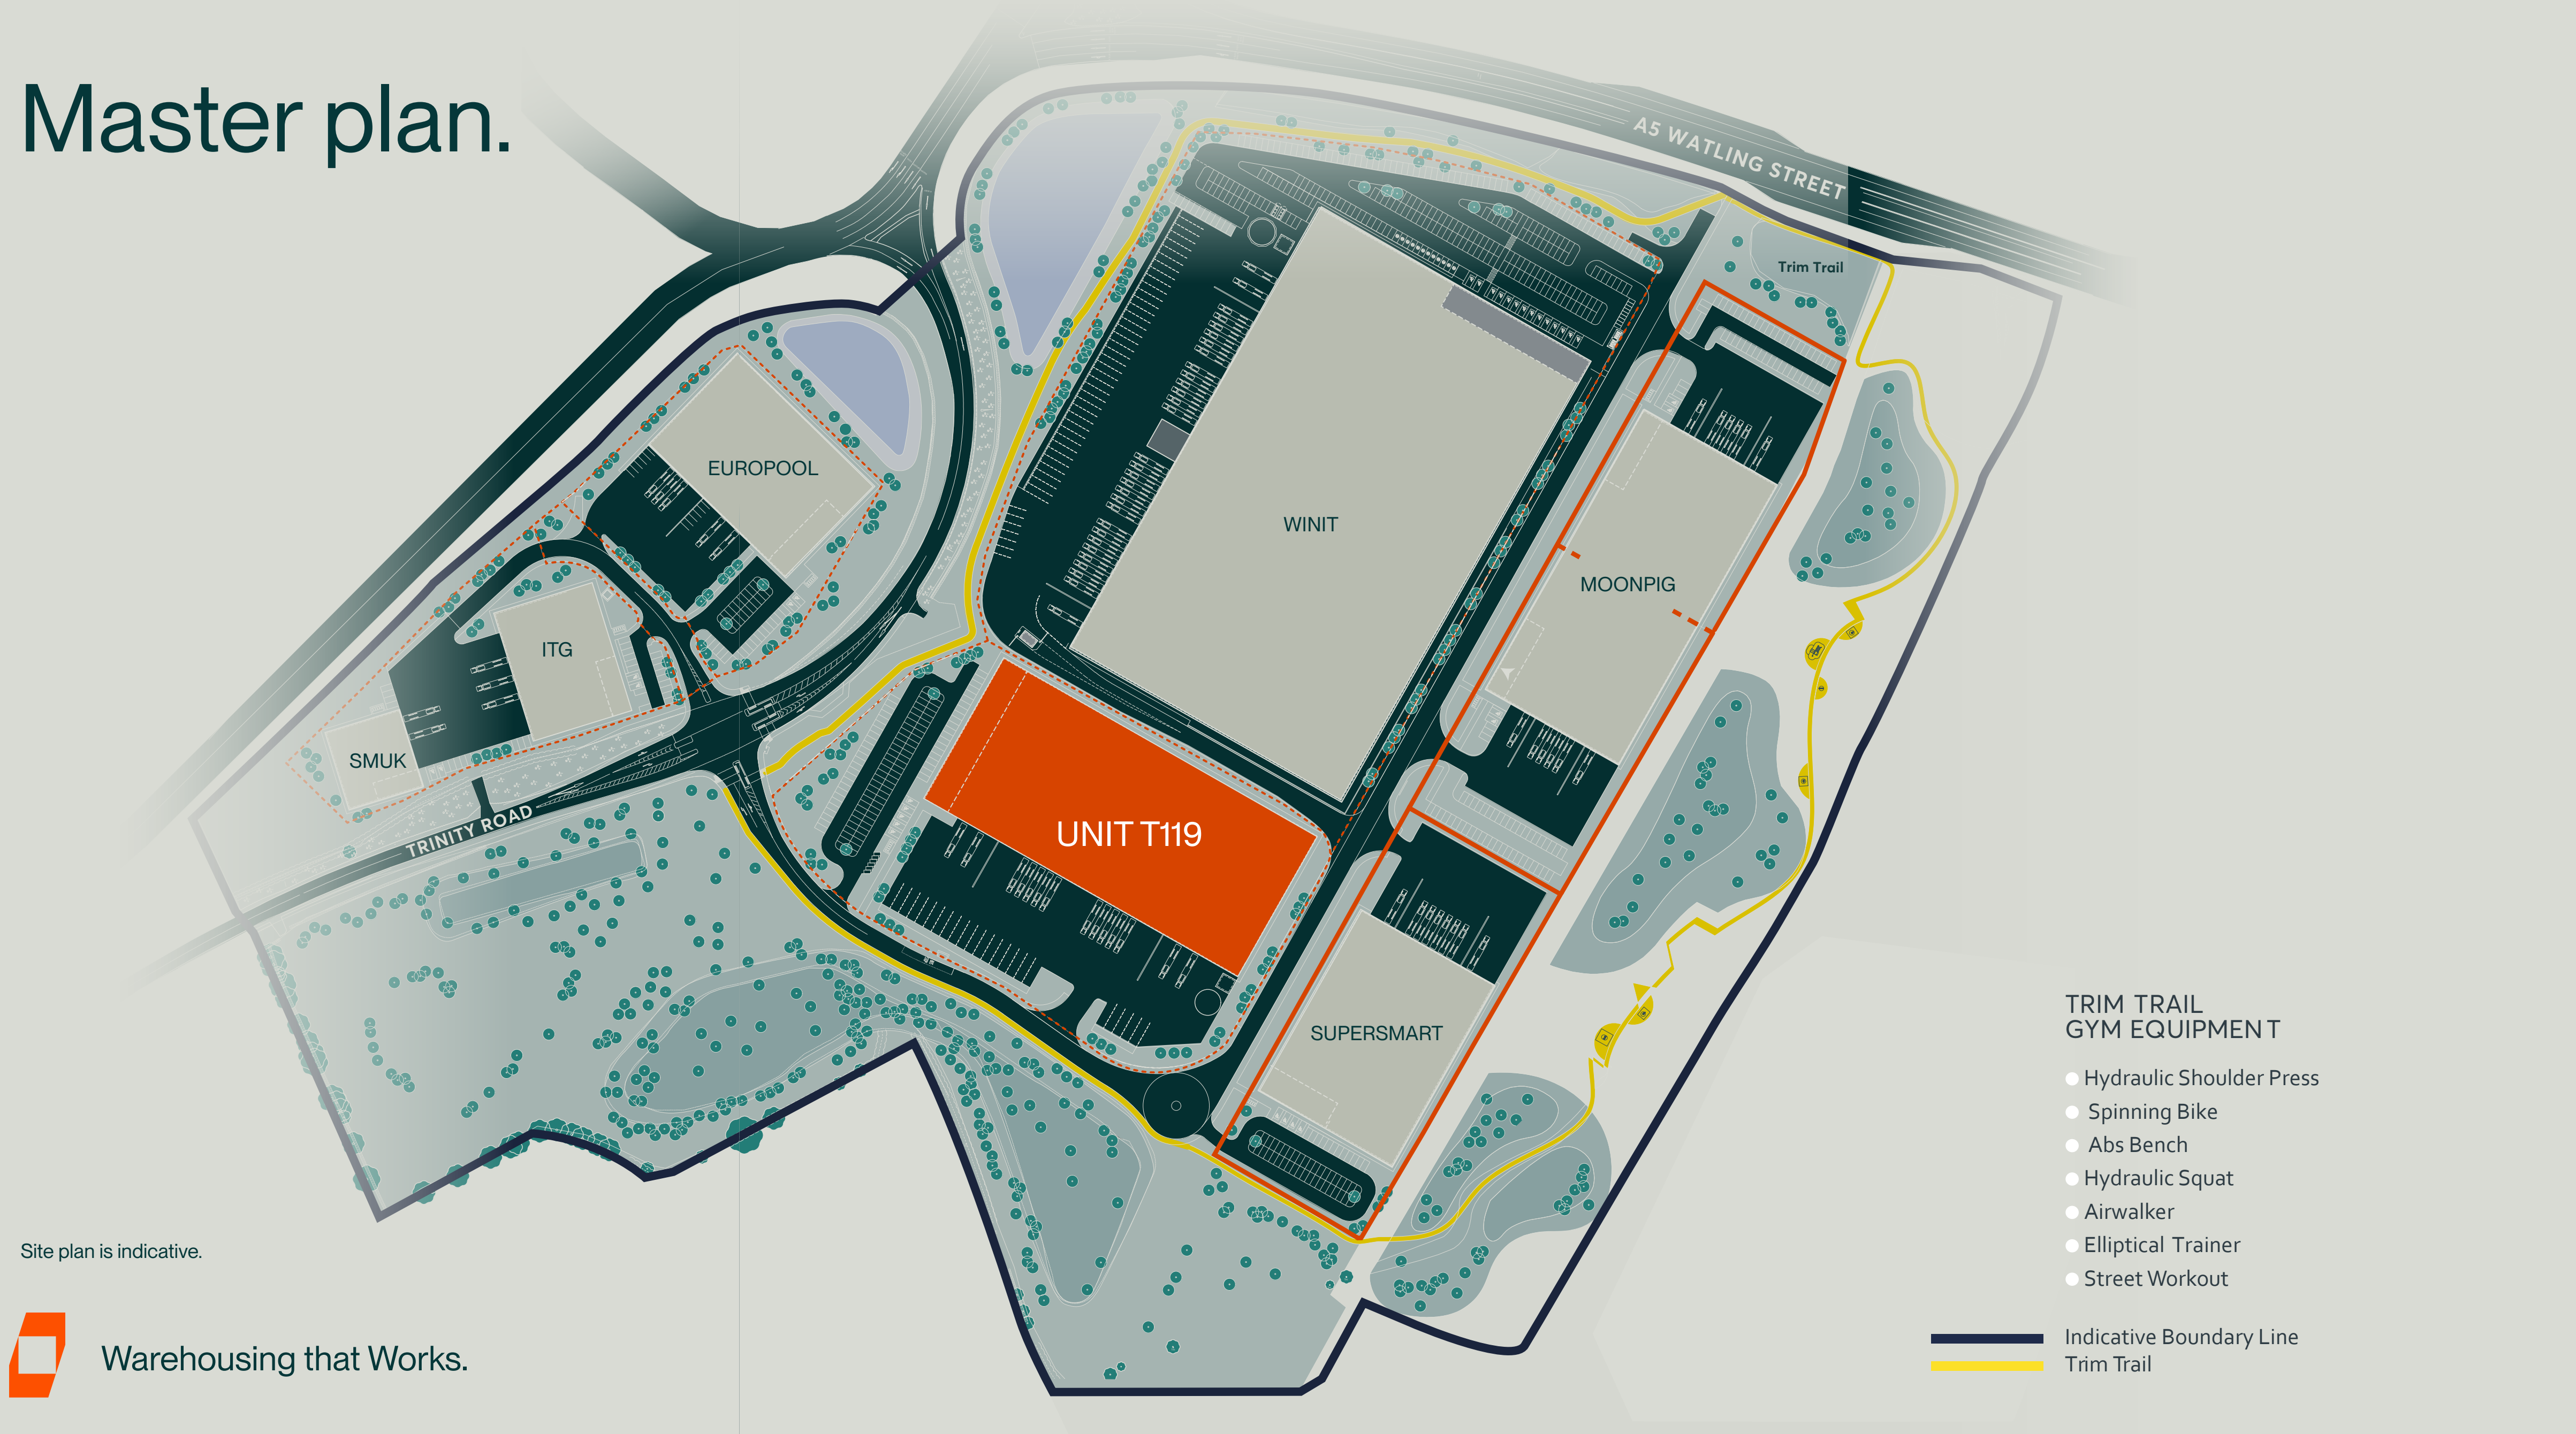 Master plan.
A5 WATLING STREET
Trim Trail
EUROPOOL
WINIT
MOONPIG
ITG
SMUK
TRINITY ROAD
UNIT T119
SUPERSMART
TRIM TRAIL
GYM EQUIPMENT
Hydraulic Shoulder Press
Spinning Bike
Abs Bench
Hydraulic Squat
Airwalker
Elliptical Trainer
Street Workout
Site plan is indicative.
Warehousing that Works.
Indicative Boundary Line
Trim Trail